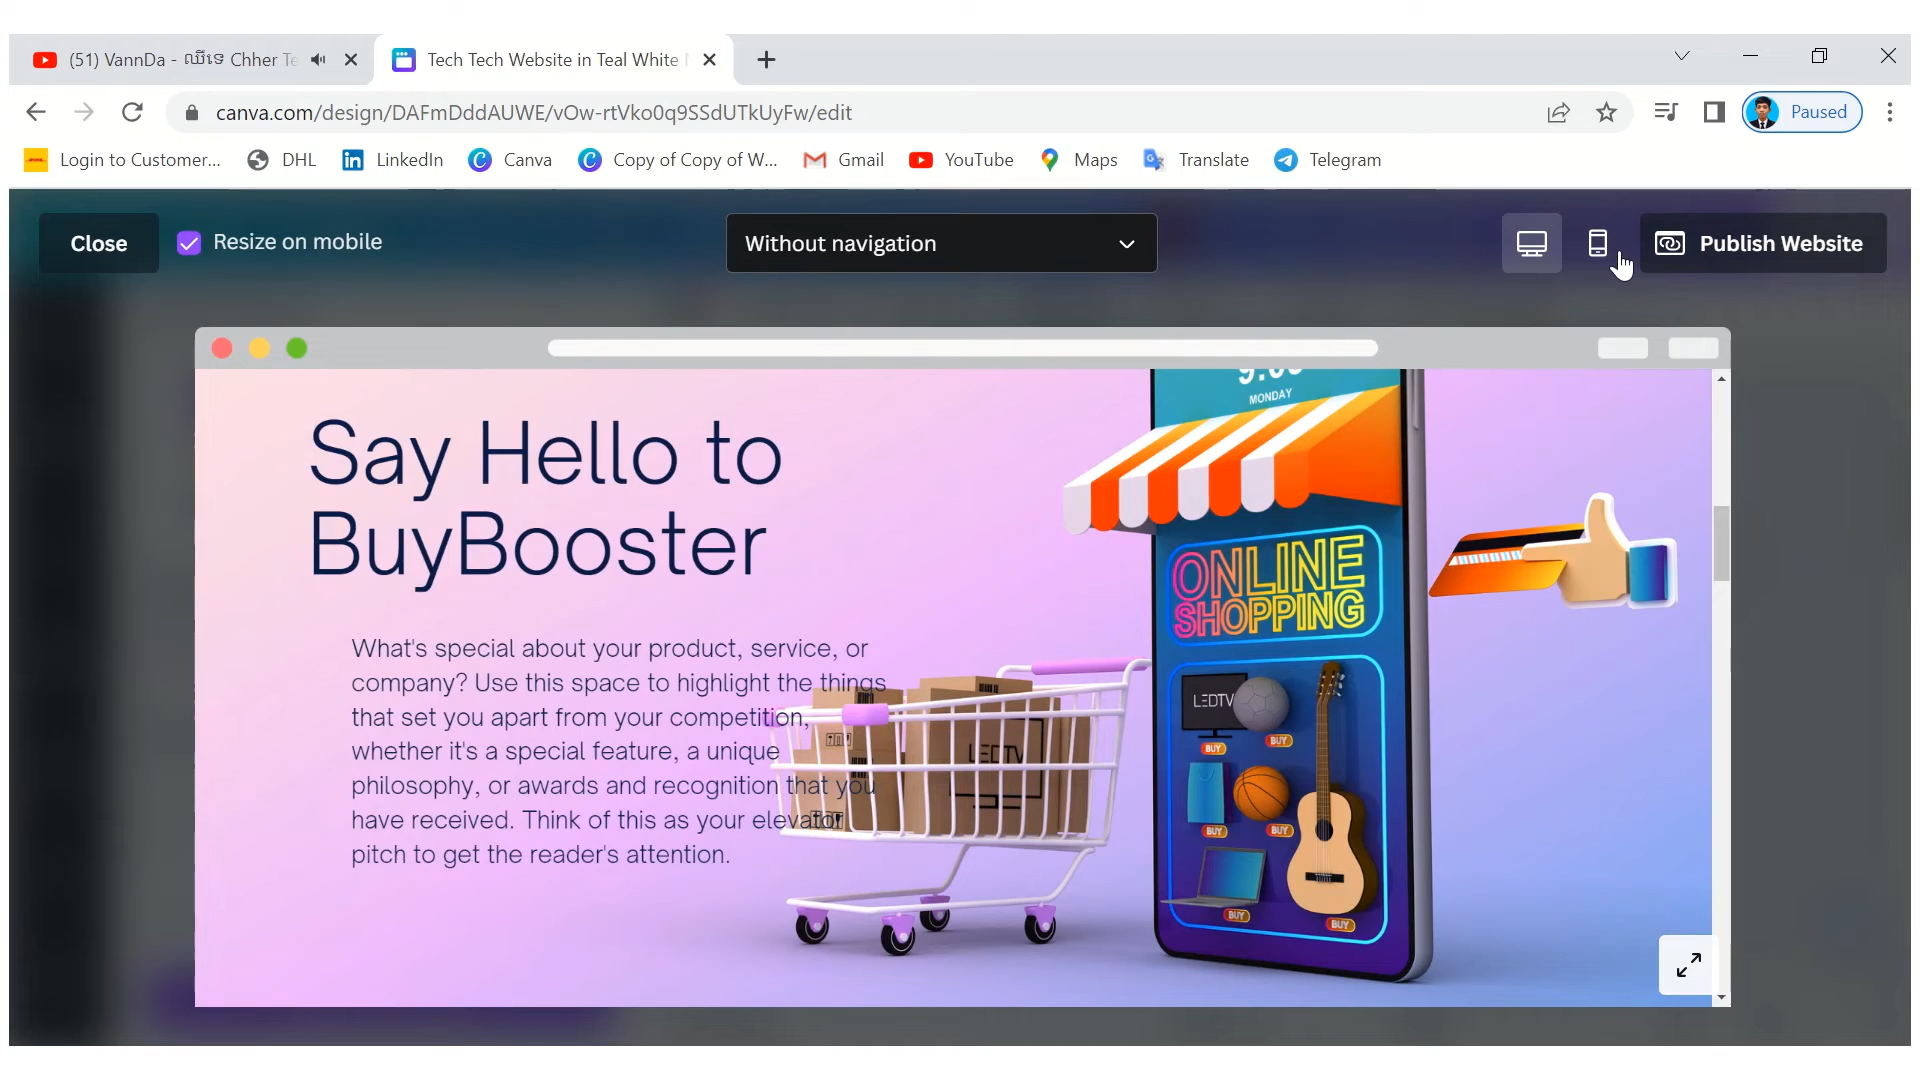 (51) VannDa - ឈឺទេ Chher Te
Tech Tech Website in Teal White
canva.com/design/DAFmDddAUWE/vOw-rtVko0q9SSdUTkUyFw/edit
Paused
Login to Customer...
DHL
LinkedIn
Canva
Copy of Copy of W...
Gmail
YouTube
Maps
Translate
Telegram
Close
Resize on mobile
Without navigation
Publish Website
Say Hello to
BuyBooster
What's special about your product, service, or
company? Use this space to highlight the things
that set you apart from your competition,
whether it's a special feature, a unique
philosophy, or awards and recognition that you
have received. Think of this as your elevator
pitch to get the reader's attention.
MONDAY
ONLINE
SHOPPING
LEDTV
LEDTV
BUY
BUY
BUY
BUY
BUY
BUY